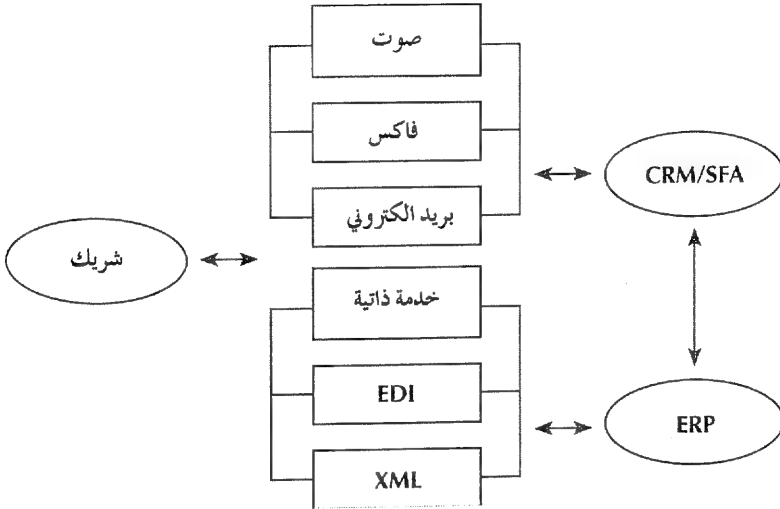 صوت
فاكس
بريد الكتروني
CRM/SFA
شريك
خدمة ذاتية
EDI
ERP
XML